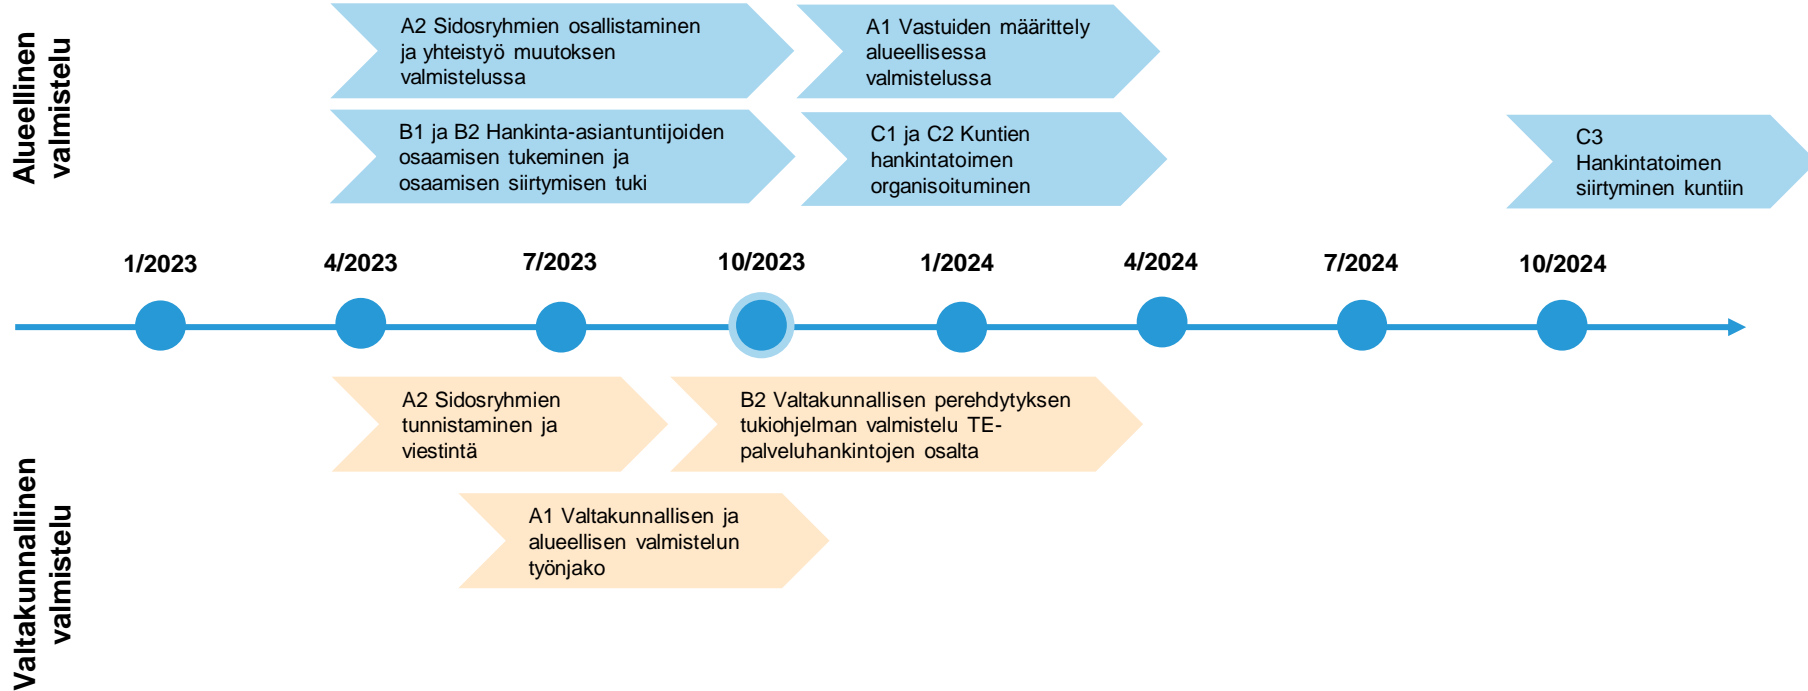 Alueellinen
valmistelu
A2 Sidosryhmien osallistaminen
ja yhteistyö muutoksen
valmistelussa
A1 Vastuiden määrittely
alueellisessa
valmistelussa
B1 ja B2 Hankinta-asiantuntijoiden
osaamisen tukeminen ja
osaamisen siirtymisen tuki
C1 ja C2 Kuntien
hankintatoimen
organisoituminen
C3
Hankintatoimen
siirtyminen kuntiin
1/2023
4/2023
7/2023
10/2023
1/2024
4/2024
7/2024
10/2024
Valtakunnallinen
valmistelu
A2 Sidosryhmien
tunnistaminen ja
viestintä
B2 Valtakunnallisen perehdytyksen
tukiohjelman valmistelu TE-
palveluhankintojen osalta
A1 Valtakunnallisen ja
alueellisen valmistelun
työnjako